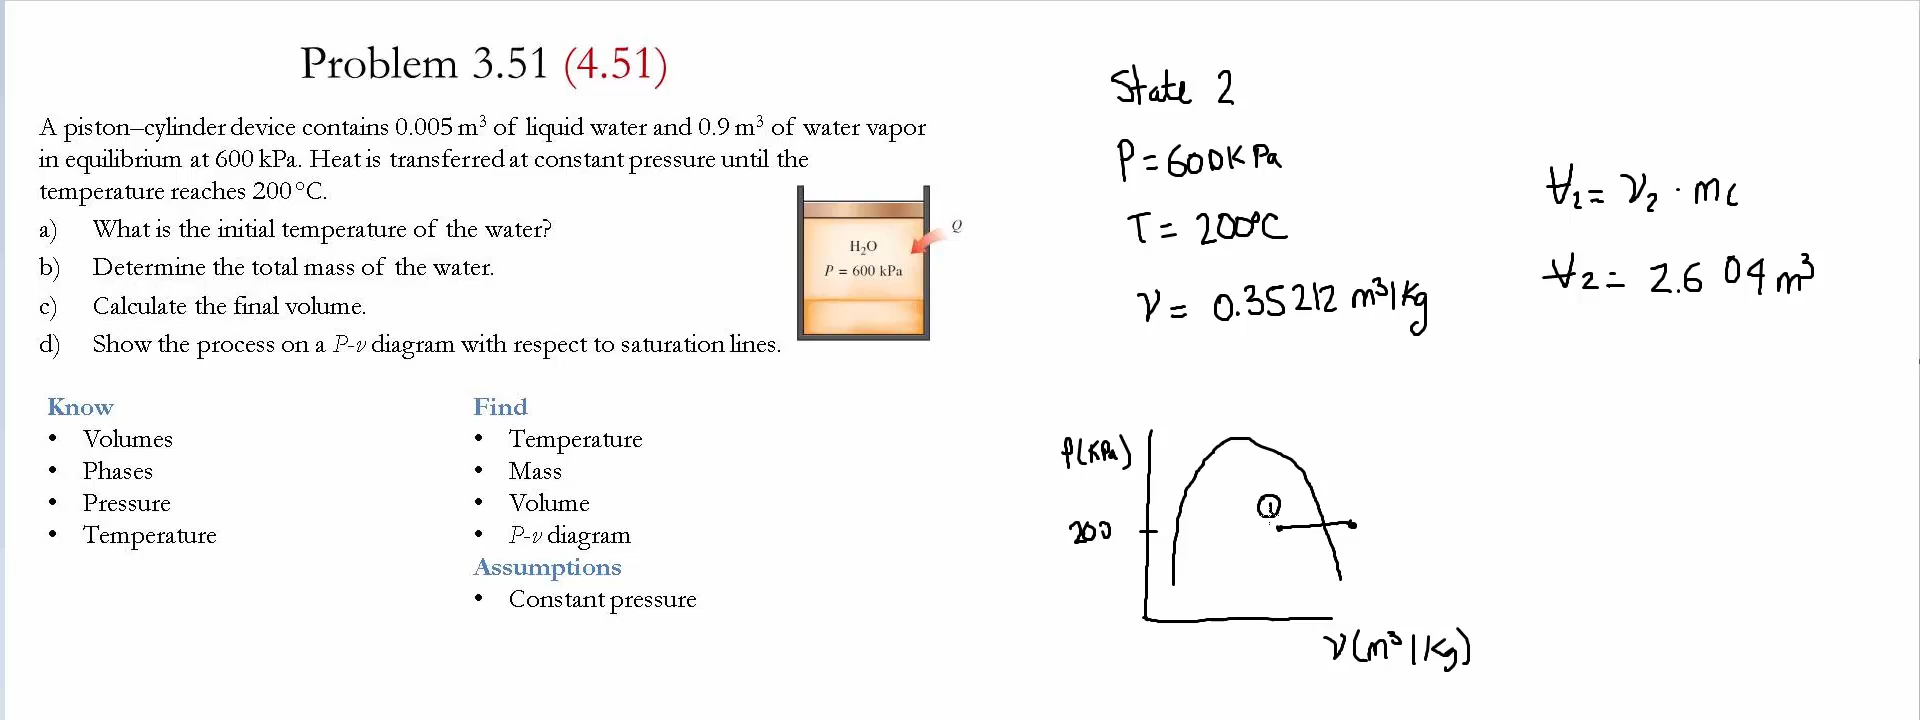 Problem 3.51 (4.51)
A piston–cylinder device contains 0.005 m³ of liquid water and 0.9 m³ of water vapor
in equilibrium at 600 kPa. Heat is transferred at constant pressure until the
temperature reaches 200°C.
a) What is the initial temperature of the water?
b) Determine the total mass of the water.
c) Calculate the final volume.
d) Show the process on a P-v diagram with respect to saturation lines.
H₂O
P = 600 kPa
Q
Know
• Volumes
• Phases
• Pressure
• Temperature
Find
• Temperature
• Mass
• Volume
• P-v diagram
Assumptions
• Constant pressure
State 2
P = 600KPa
T = 200°C
v = 0.35212 m³/Kg
V₁ = v₂ · m
V₂ = 2.604 m³
P(KPa)
200
1
v(m³/Kg)